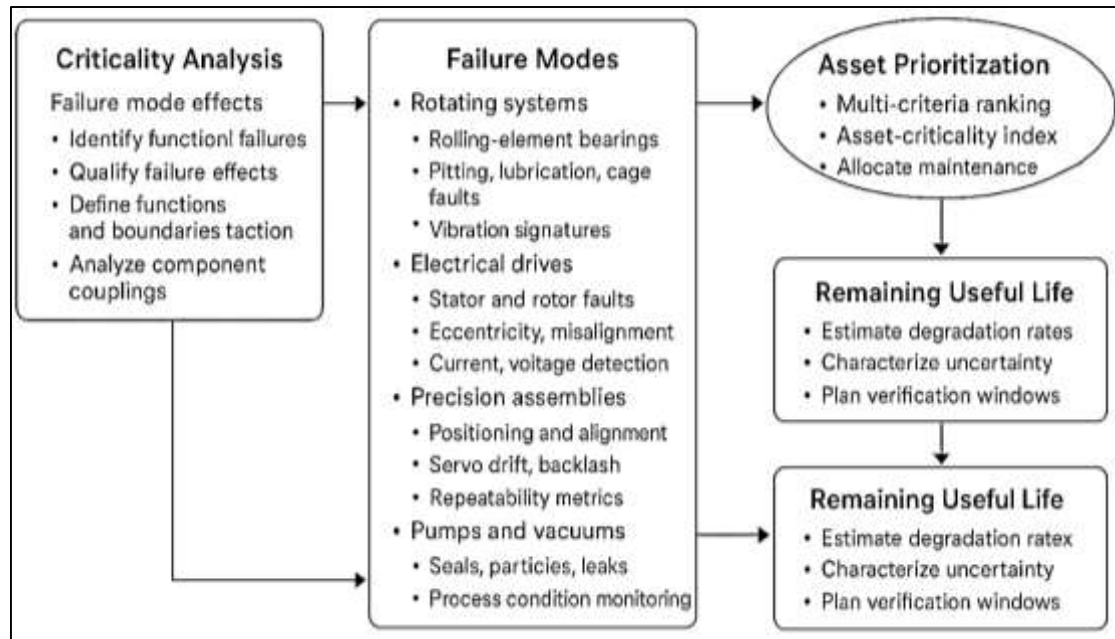 Criticality Analysis
Failure mode effects
• Identify functionl failures
• Qualify failure effects
• Define functions
and boundaries taction
• Analyze component
couplings
Failure Modes
• Rotating systems
• Rolling-element bearings
• Pitting, lubrication, cage
faults
• Vibration signatures
• Electrical drives
• Stator and rotor faults
• Eccentricity, misalignment
• Current, voltage detection
• Precision assemblies
• Positioning and alignment
• Servo drift, backlash
• Repeatability metrics
• Pumps and vacuums
• Seals, particies, leaks
• Process condition monitoring
Asset Prioritization
• Multi-criteria ranking
• Asset-criticality index
• Allocate maintenance
Remaining Useful Life
• Estimate degradation rates
• Characterize uncertainty
• Plan verification windows
Remaining Useful Life
• Estimate degradation ratex
• Characterize uncertainty
• Plan verification windows